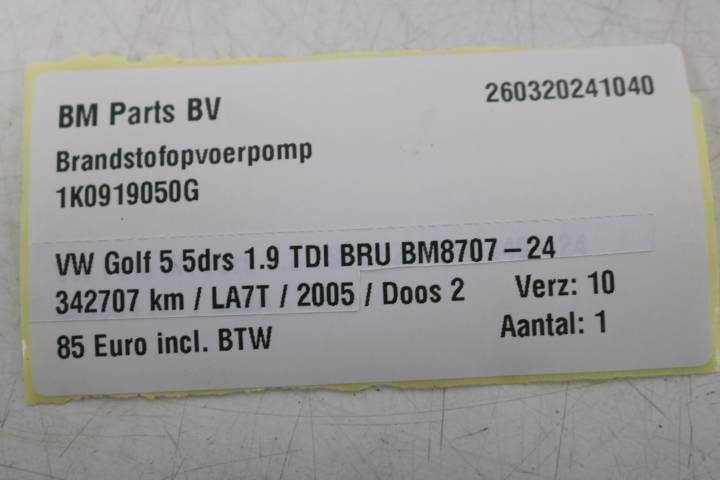 BM Parts BV
260320241040
Brandstofopvoerpomp
1K0919050G
VW Golf 5 5drs 1.9 TDI BRU BM8707-24
342707 km / LA7T / 2005 / Doos 2 Verz: 10
85 Euro incl. BTW Aantal: 1